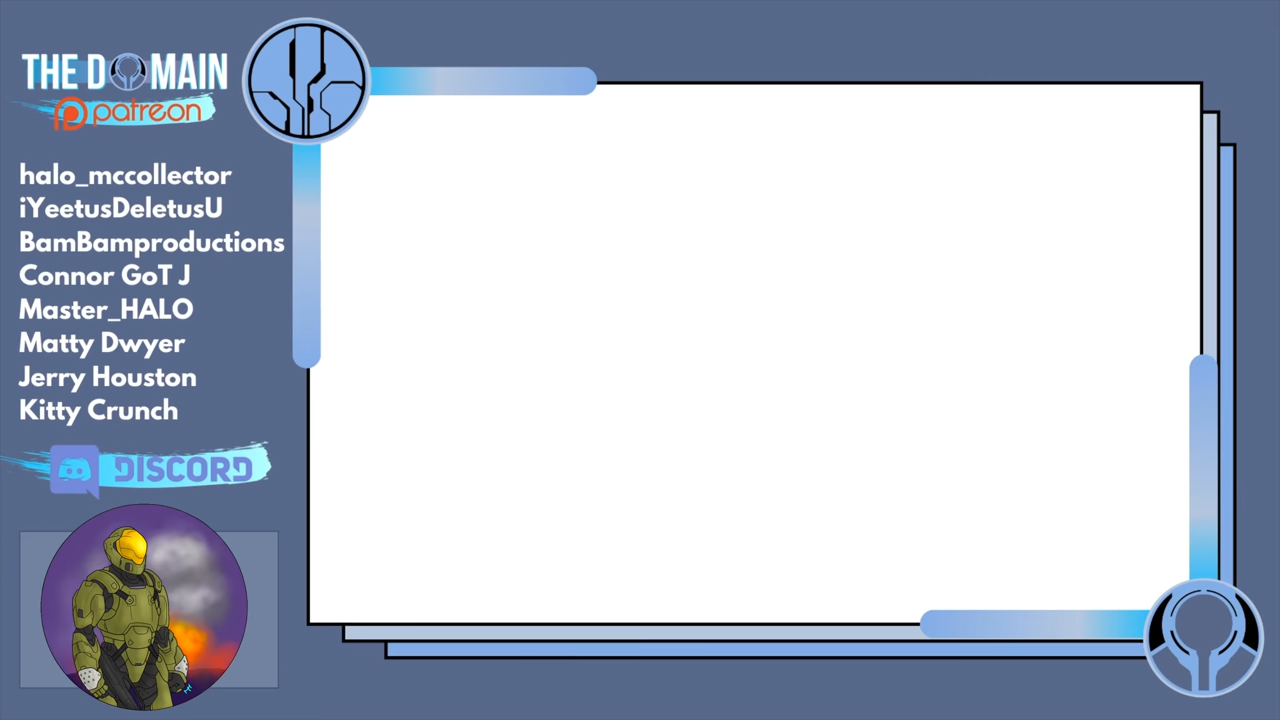 THE DOMAIN
patreon
halo_mccollector
iYeetusDeletusU
BamBamproductions
Connor GoT J
Master_HALO
Matty Dwyer
Jerry Houston
Kitty Crunch
DISCORD